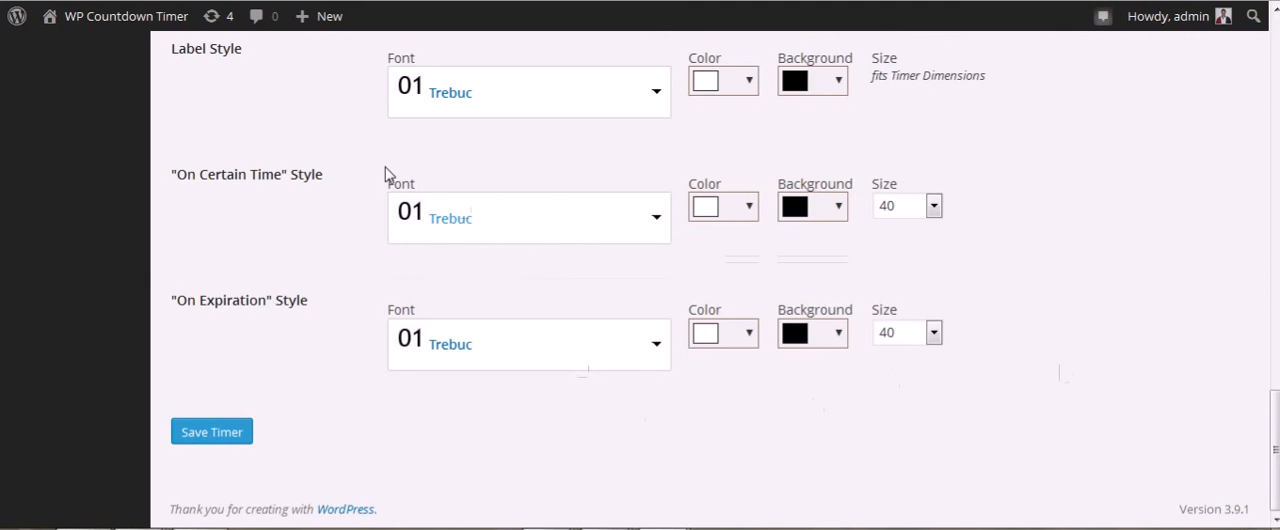 WP Countdown Timer 4 0 New Howdy, admin
Label Style
Font Color Background Size
01 Trebuc fits Timer Dimensions
"On Certain Time" Style
Font Color Background Size
01 Trebuc 40
"On Expiration" Style
Font Color Background Size
01 Trebuc 40
Save Timer
Thank you for creating with WordPress. Version 3.9.1